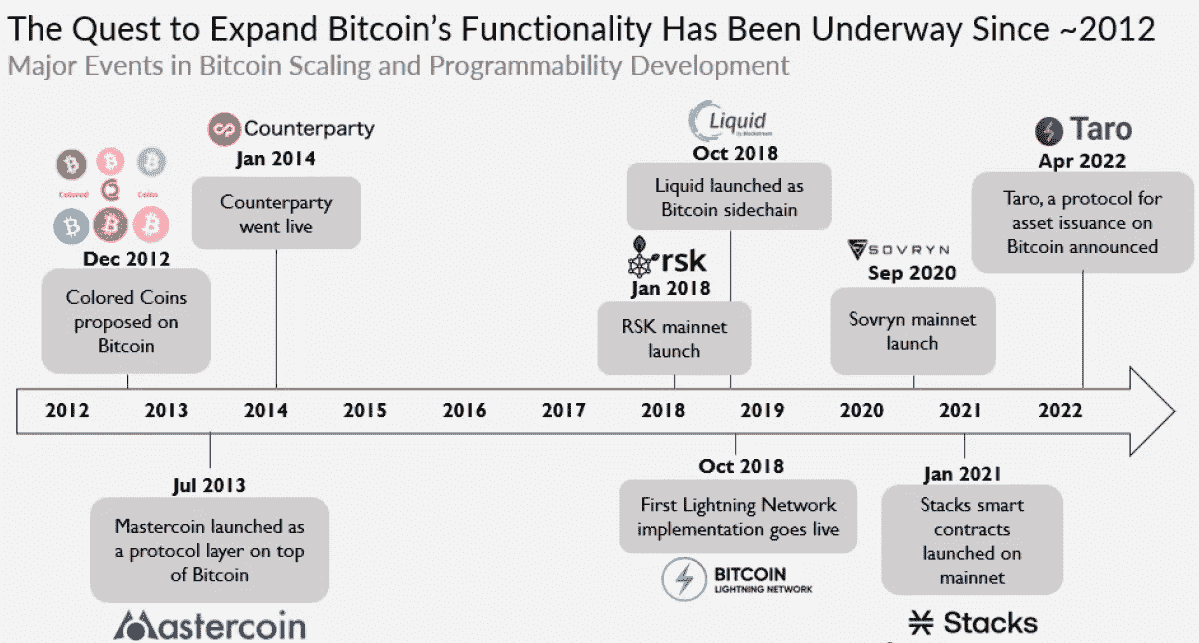 The Quest to Expand Bitcoin's Functionality Has Been Underway Since ~2012
Major Events in Bitcoin Scaling and Programmability Development
Colored Coins
Dec 2012
Colored Coins
proposed on
Bitcoin
Counterparty
Jan 2014
Counterparty
went live
Liquid
by Blockstream
Oct 2018
Liquid launched as
Bitcoin sidechain
rsk
Jan 2018
RSK mainnet
launch
SOVRYN
Sep 2020
Sovryn mainnet
launch
Taro
Apr 2022
Taro, a protocol for
asset issuance on
Bitcoin announced
2012 2013 2014 2015 2016 2017 2018 2019 2020 2021 2022
Jul 2013
Mastercoin launched as
a protocol layer on top
of Bitcoin
Mastercoin
Oct 2018
First Lightning Network
implementation goes live
BITCOIN
LIGHTNING NETWORK
Jan 2021
Stacks smart
contracts
launched on
mainnet
Stacks